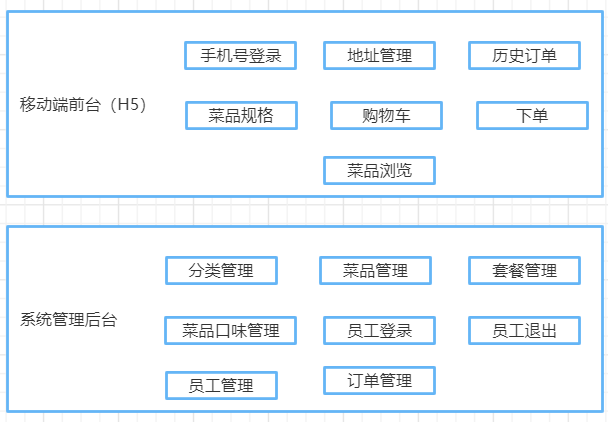 手机号登录
地址管理
历史订单
移动端前台（H5）
菜品规格
购物车
下单
菜品浏览
分类管理
菜品管理
套餐管理
系统管理后台
菜品口味管理
员工登录
员工退出
员工管理
订单管理